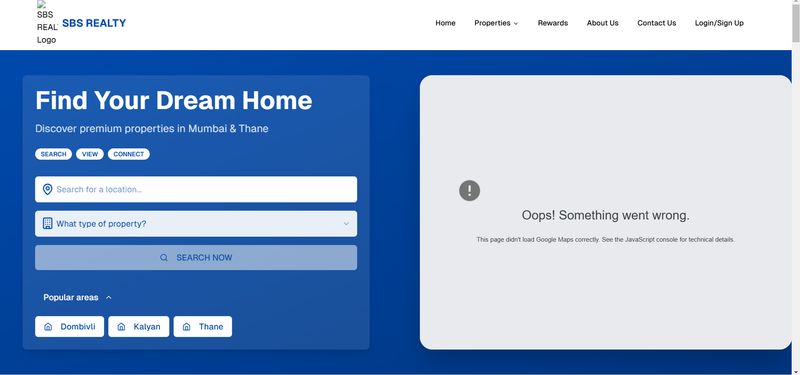 SBS
REAL
Logo
SBS REALTY
Home
Properties
Rewards
About Us
Contact Us
Login/Sign Up
Find Your Dream Home
Discover premium properties in Mumbai & Thane
SEARCH
VIEW
CONNECT
Search for a location...
What type of property?
SEARCH NOW
Popular areas
Dombivli
Kalyan
Thane
Oops! Something went wrong.
This page didn't load Google Maps correctly. See the JavaScript console for technical details.